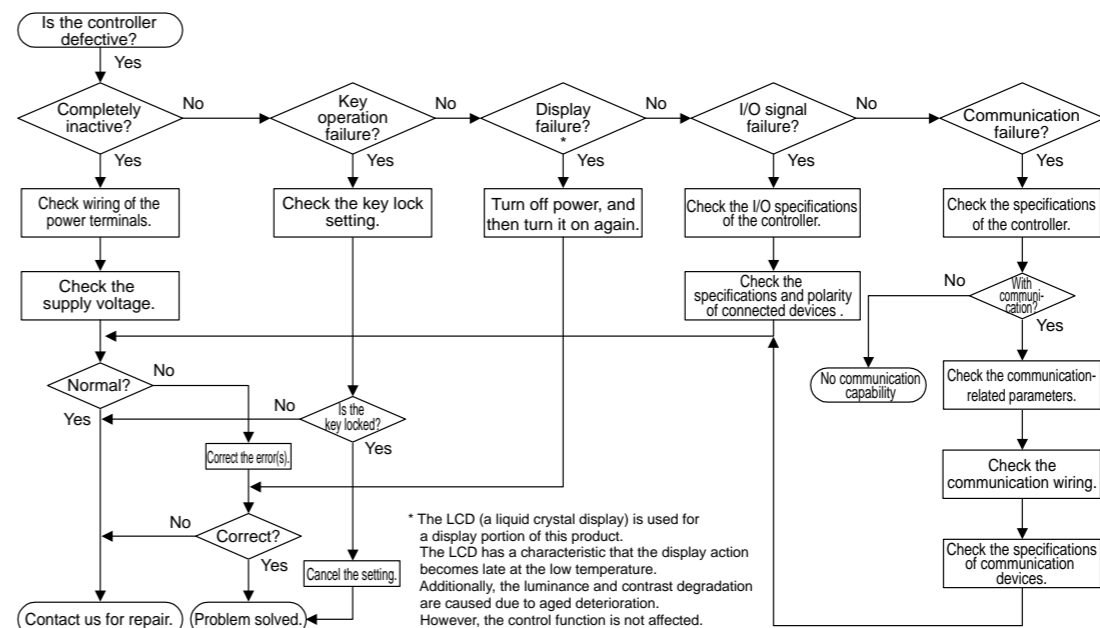 Is the controller
defective?
Yes
Completely
inactive?
No
Key
operation
failure?
No
Display
failure?
*
No
I/O signal
failure?
No
Communication
failure?
Yes
Yes
Yes
Yes
Yes
Check wiring of the
power terminals.
Check the key lock
setting.
Turn off power, and
then turn it on again.
Check the I/O specifications
of the controller.
Check the specifications
of the controller.
Check the
supply voltage.
Check the
specifications and polarity
of connected devices .
No
With
communi-
cation?
Yes
Normal?
No
Yes
No communication
capability
Check the communication-
related parameters.
No
Is the
key locked?
Yes
Correct the error(s).
Check the
communication wiring.
No
Correct?
Yes
Cancel the setting.
Check the specifications
of communication
devices.
* The LCD (a liquid crystal display) is used for
a display portion of this product.
The LCD has a characteristic that the display action
becomes late at the low temperature.
Additionally, the luminance and contrast degradation
are caused due to aged deterioration.
However, the control function is not affected.
Contact us for repair.
Problem solved.